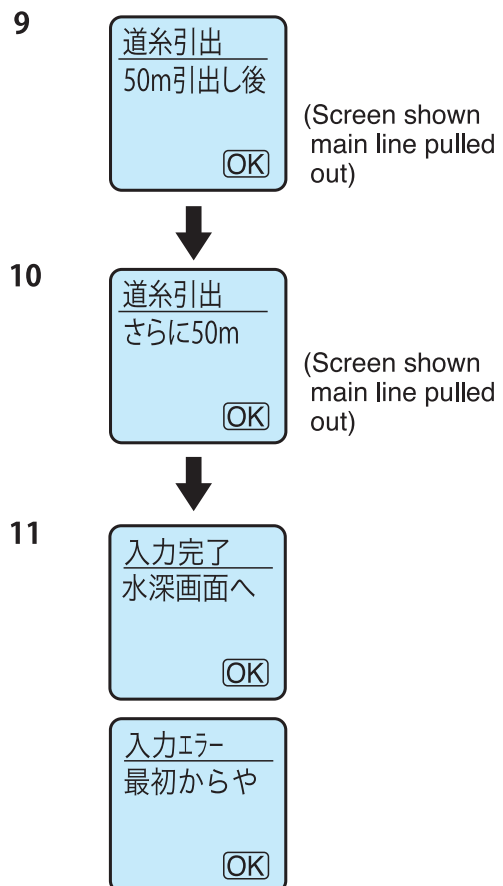 9
道糸引出
50m引出し後
OK
(Screen shown
main line pulled
out)
10
道糸引出
さらに50m
OK
(Screen shown
main line pulled
out)
11
入力完了
水深画面へ
OK
入力ｴﾗｰ
最初からや
OK